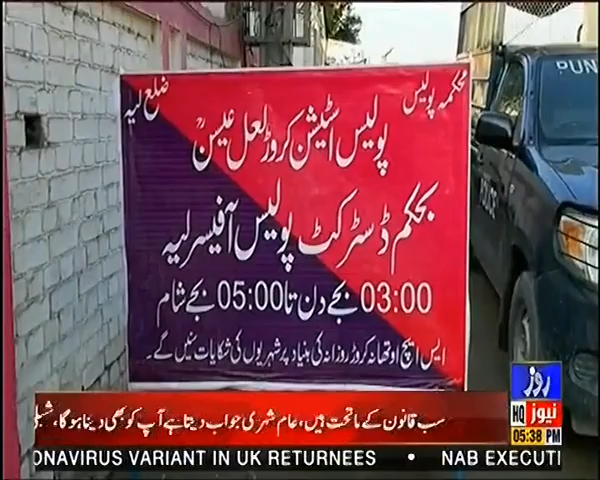 محکمہ پولیس
ضلع لیہ
پولیس اسٹیشن کروڑ لعل عیسنؒ
بحکم ڈسٹرکٹ پولیس آفیسر لیہ
03:00 بجے دن تا 05:00 بجے شام
ایس ایچ او تھانہ کروڑ روزانہ کی بنیاد پر شہریوں کی شکایات سنیں گے۔
PUN
POLICE
روز
HQ نیوز
05:38 PM
سب قانون کے ماتحت ہیں، عام شہری جواب دیتا ہے آپ کو بھی دینا ہوگا،
ONAVIRUS VARIANT IN UK RETURNEES • NAB EXECUTI